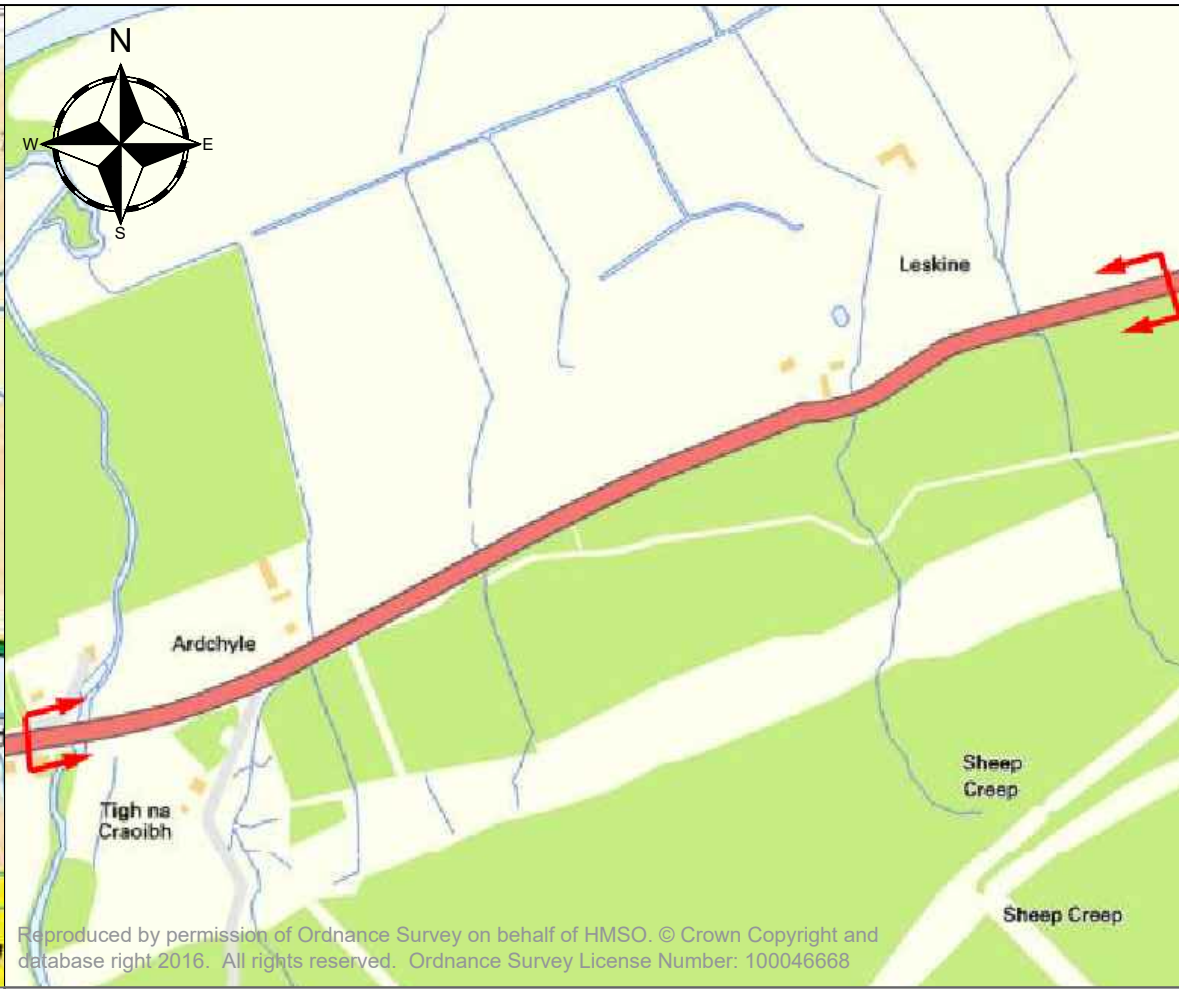 N
W
E
S
Leskine
Ardchyle
Tigh na
Craoibh
Sheep
Creep
Sheep Creep
Reproduced by permission of Ordnance Survey on behalf of HMSO. © Crown Copyright and
database right 2016. All rights reserved. Ordnance Survey License Number: 100046668